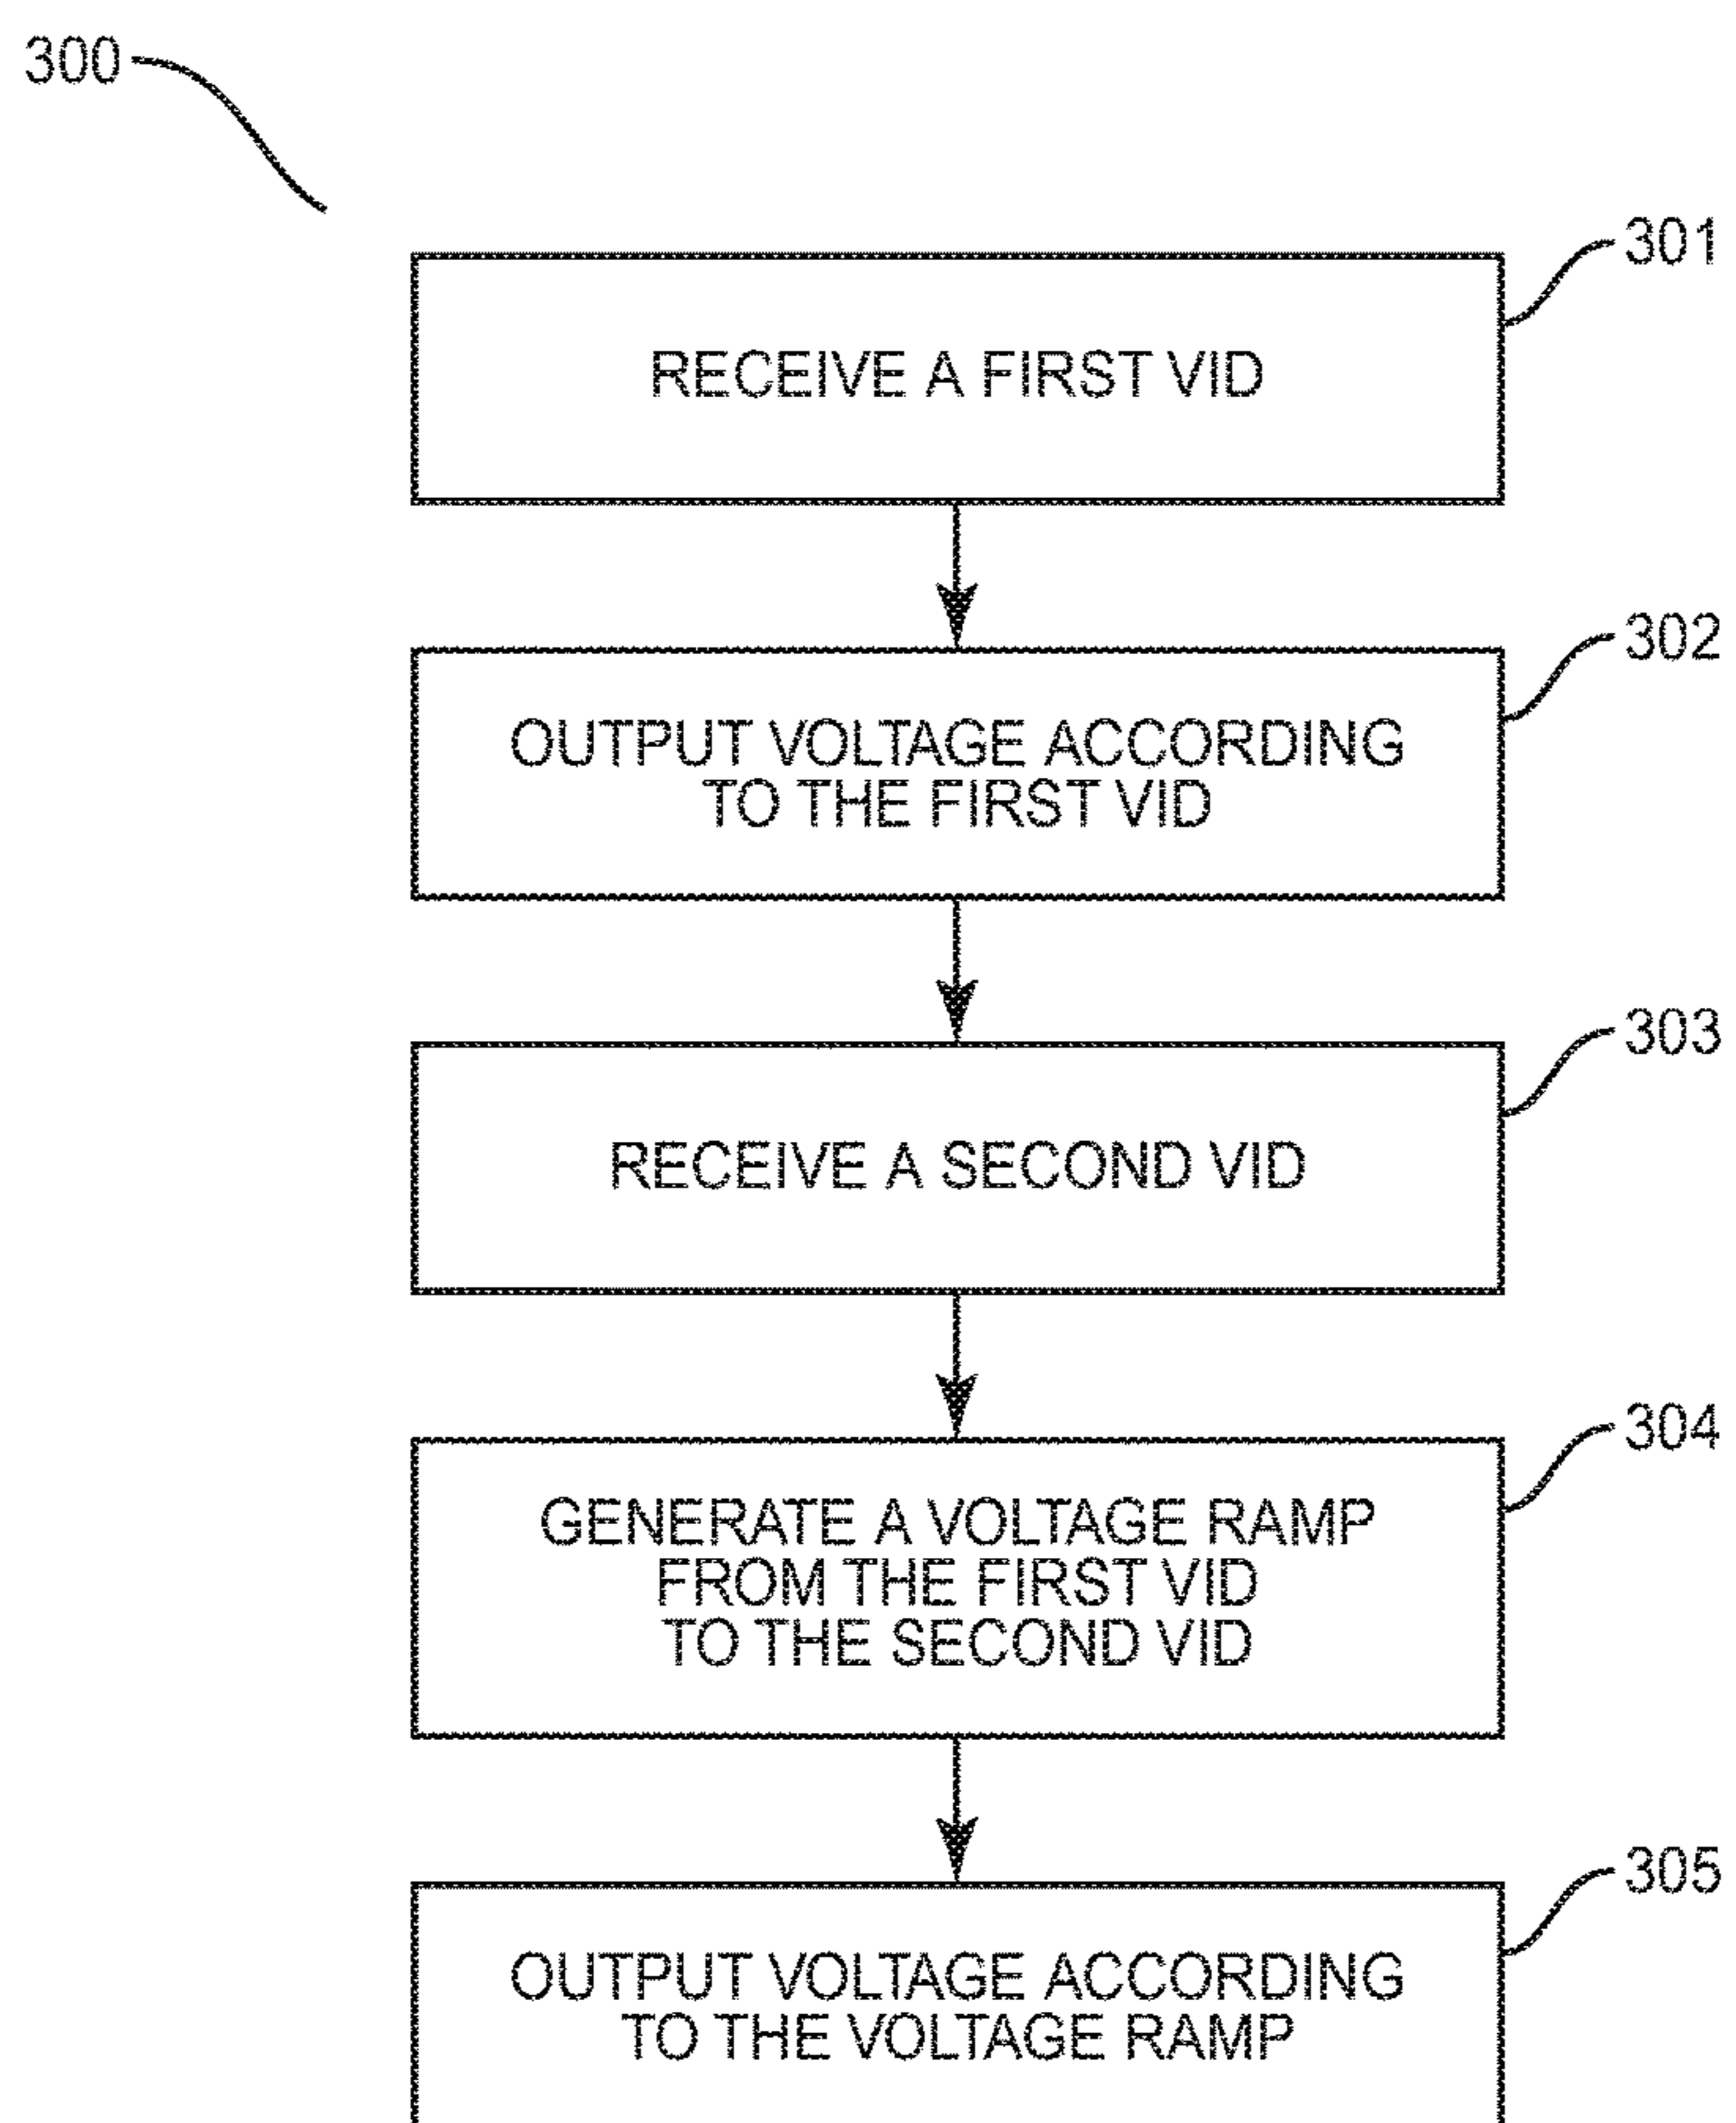 300
301
RECEIVE A FIRST VID
302
OUTPUT VOLTAGE ACCORDING
TO THE FIRST VID
303
RECEIVE A SECOND VID
304
GENERATE A VOLTAGE RAMP
FROM THE FIRST VID
TO THE SECOND VID
305
OUTPUT VOLTAGE ACCORDING
TO THE VOLTAGE RAMP